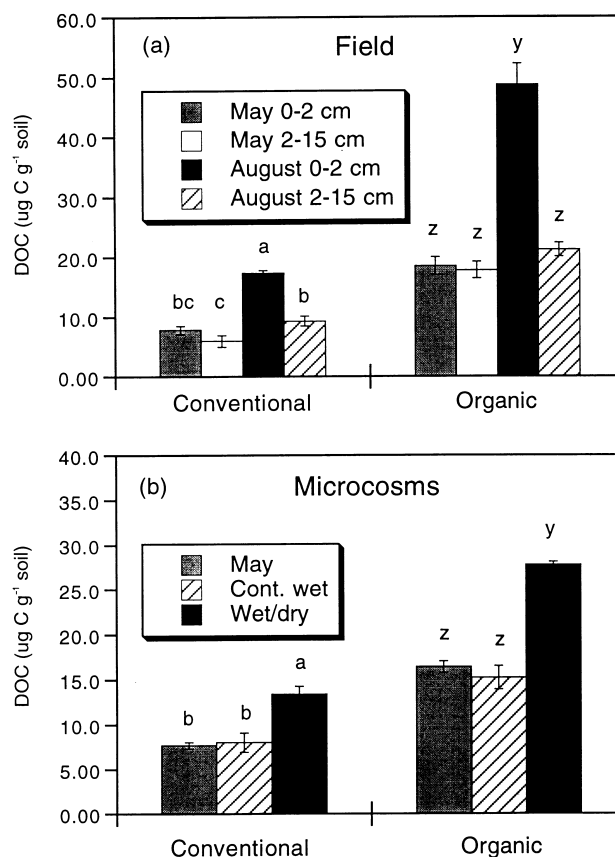 60.0
(a)
Field
y
50.0
May 0-2 cm
May 2-15 cm
August 0-2 cm
August 2-15 cm
40.0
DOC (ug C g-1 soil)
30.0
a
z z
z
20.0
bc c
b
10.0
0.00
Conventional
Organic
40.0
(b)
Microcosms
35.0
y
30.0
May
Cont. wet
Wet/dry
25.0
DOC (ug C g-1 soil)
20.0
z z
a
15.0
b b
10.0
5.00
0.00
Conventional
Organic